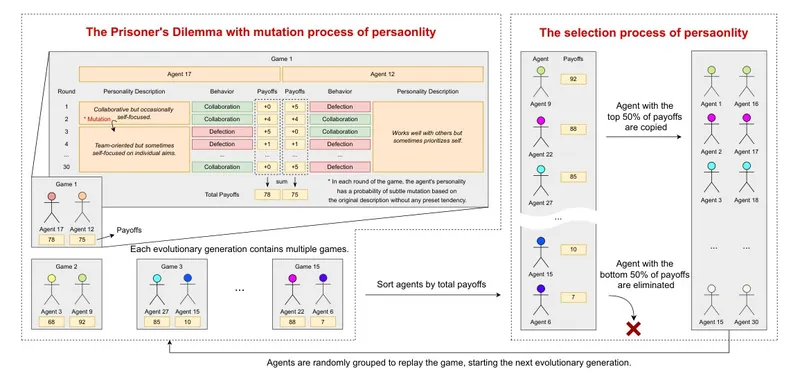 The Prisoner's Dilemma with mutation process of persaonlity
Game 1
Agent 17 Agent 12
Round Personality Description Behavior Payoffs Payoffs Behavior Personality Description
1 Collaboration +0 +5 Defection
Collaborative but occasionally
self-focused.
2 * Mutation Collaboration +4 +4 Collaboration
3 Defection +5 +0 Collaboration
Team-oriented but sometimes
self-focused on individual aims.
Works well with others but
sometimes prioritizes self.
4 Defection +1 +1 Defection
... ... ... ...
30 Collaboration +0 +5 Defection
sum
Total Payoffs 78 75
* In each round of the game, the agent's personality
has a probability of subtle mutation based on
the original description without any preset tendency.
Game 1
Agent 17 Agent 12
78 75
Payoffs
Each evolutionary generation contains multiple games.
Game 2
Agent 3 Agent 9
68 92
Game 3
Agent 27 Agent 15
85 10
...
Game 15
Agent 22 Agent 6
88 7
Sort agents by total payoffs
The selection process of persaonlity
Agent Payoffs
92
Agent 9
88
Agent 22
85
Agent 27
...
10
Agent 15
7
Agent 6
Agent with the
top 50% of payoffs
are copied
Agent with the
bottom 50% of payoffs
are eliminated
Agent 1 Agent 16
Agent 2 Agent 17
Agent 3 Agent 18
... ...
Agent 15 Agent 30
Agents are randomly grouped to replay the game, starting the next evolutionary generation.